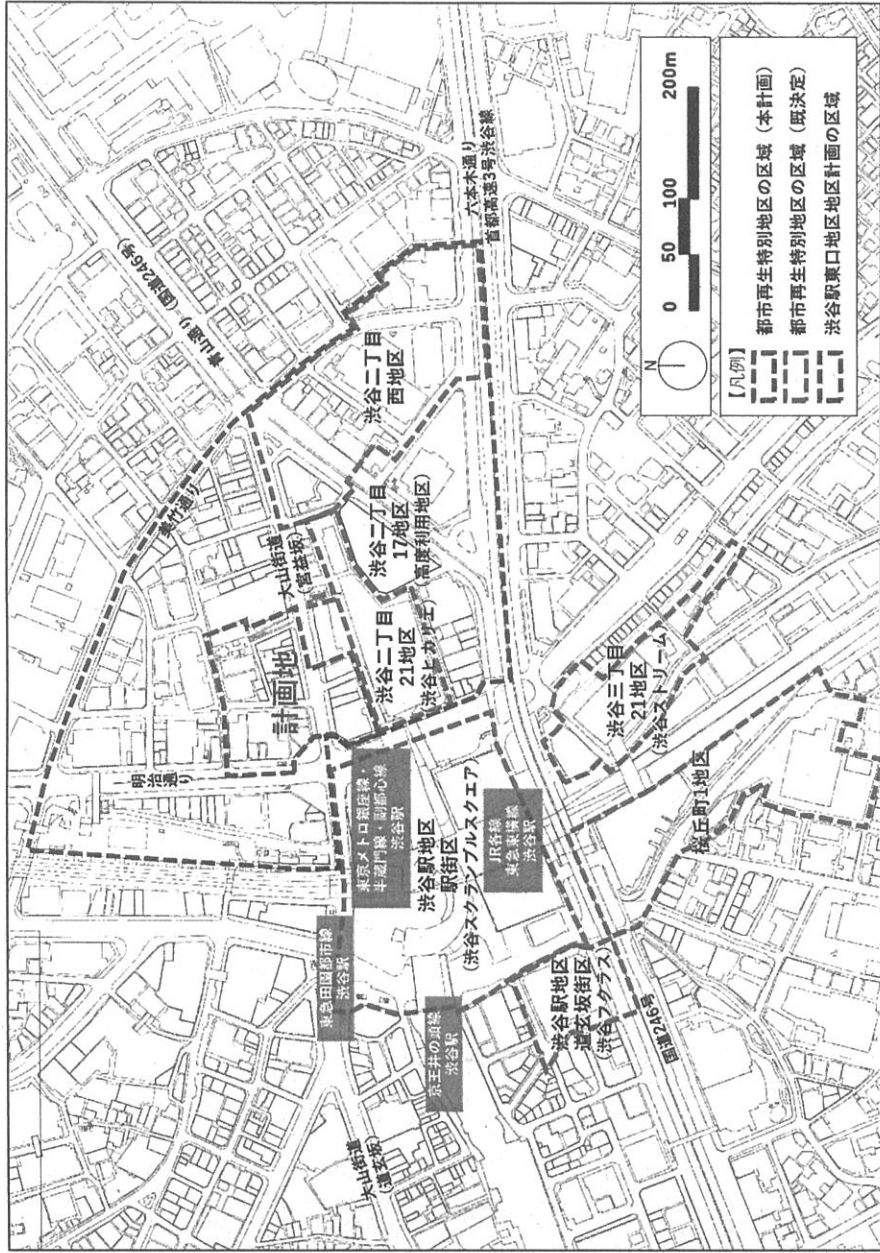 青山通り（国道246号）
美竹通り
六本木通り
首都高速3号渋谷線
渋谷二丁目
西地区
大山街道
（宮益坂）
渋谷二丁目
17地区
（高度利用地区）
計画地
明治通り
渋谷二丁目
21地区
（渋谷ヒカリエ）
東京メトロ銀座線・
半蔵門線・副都心線
渋谷駅
東急田園都市線
渋谷駅
渋谷駅地区
駅街区
（渋谷スクランブルスクエア）
JR各線
東急東横線
渋谷駅
京王井の頭線
渋谷駅
大山街道
（道玄坂）
渋谷駅地区
道玄坂街区
（渋谷フクラス）
国道246号
渋谷三丁目
21地区
（渋谷ストリーム）
桜丘町1地区
N
0 50 100 200m
【凡例】
都市再生特別地区の区域（本計画）
都市再生特別地区の区域（既決定）
渋谷駅東口地区地区計画の区域